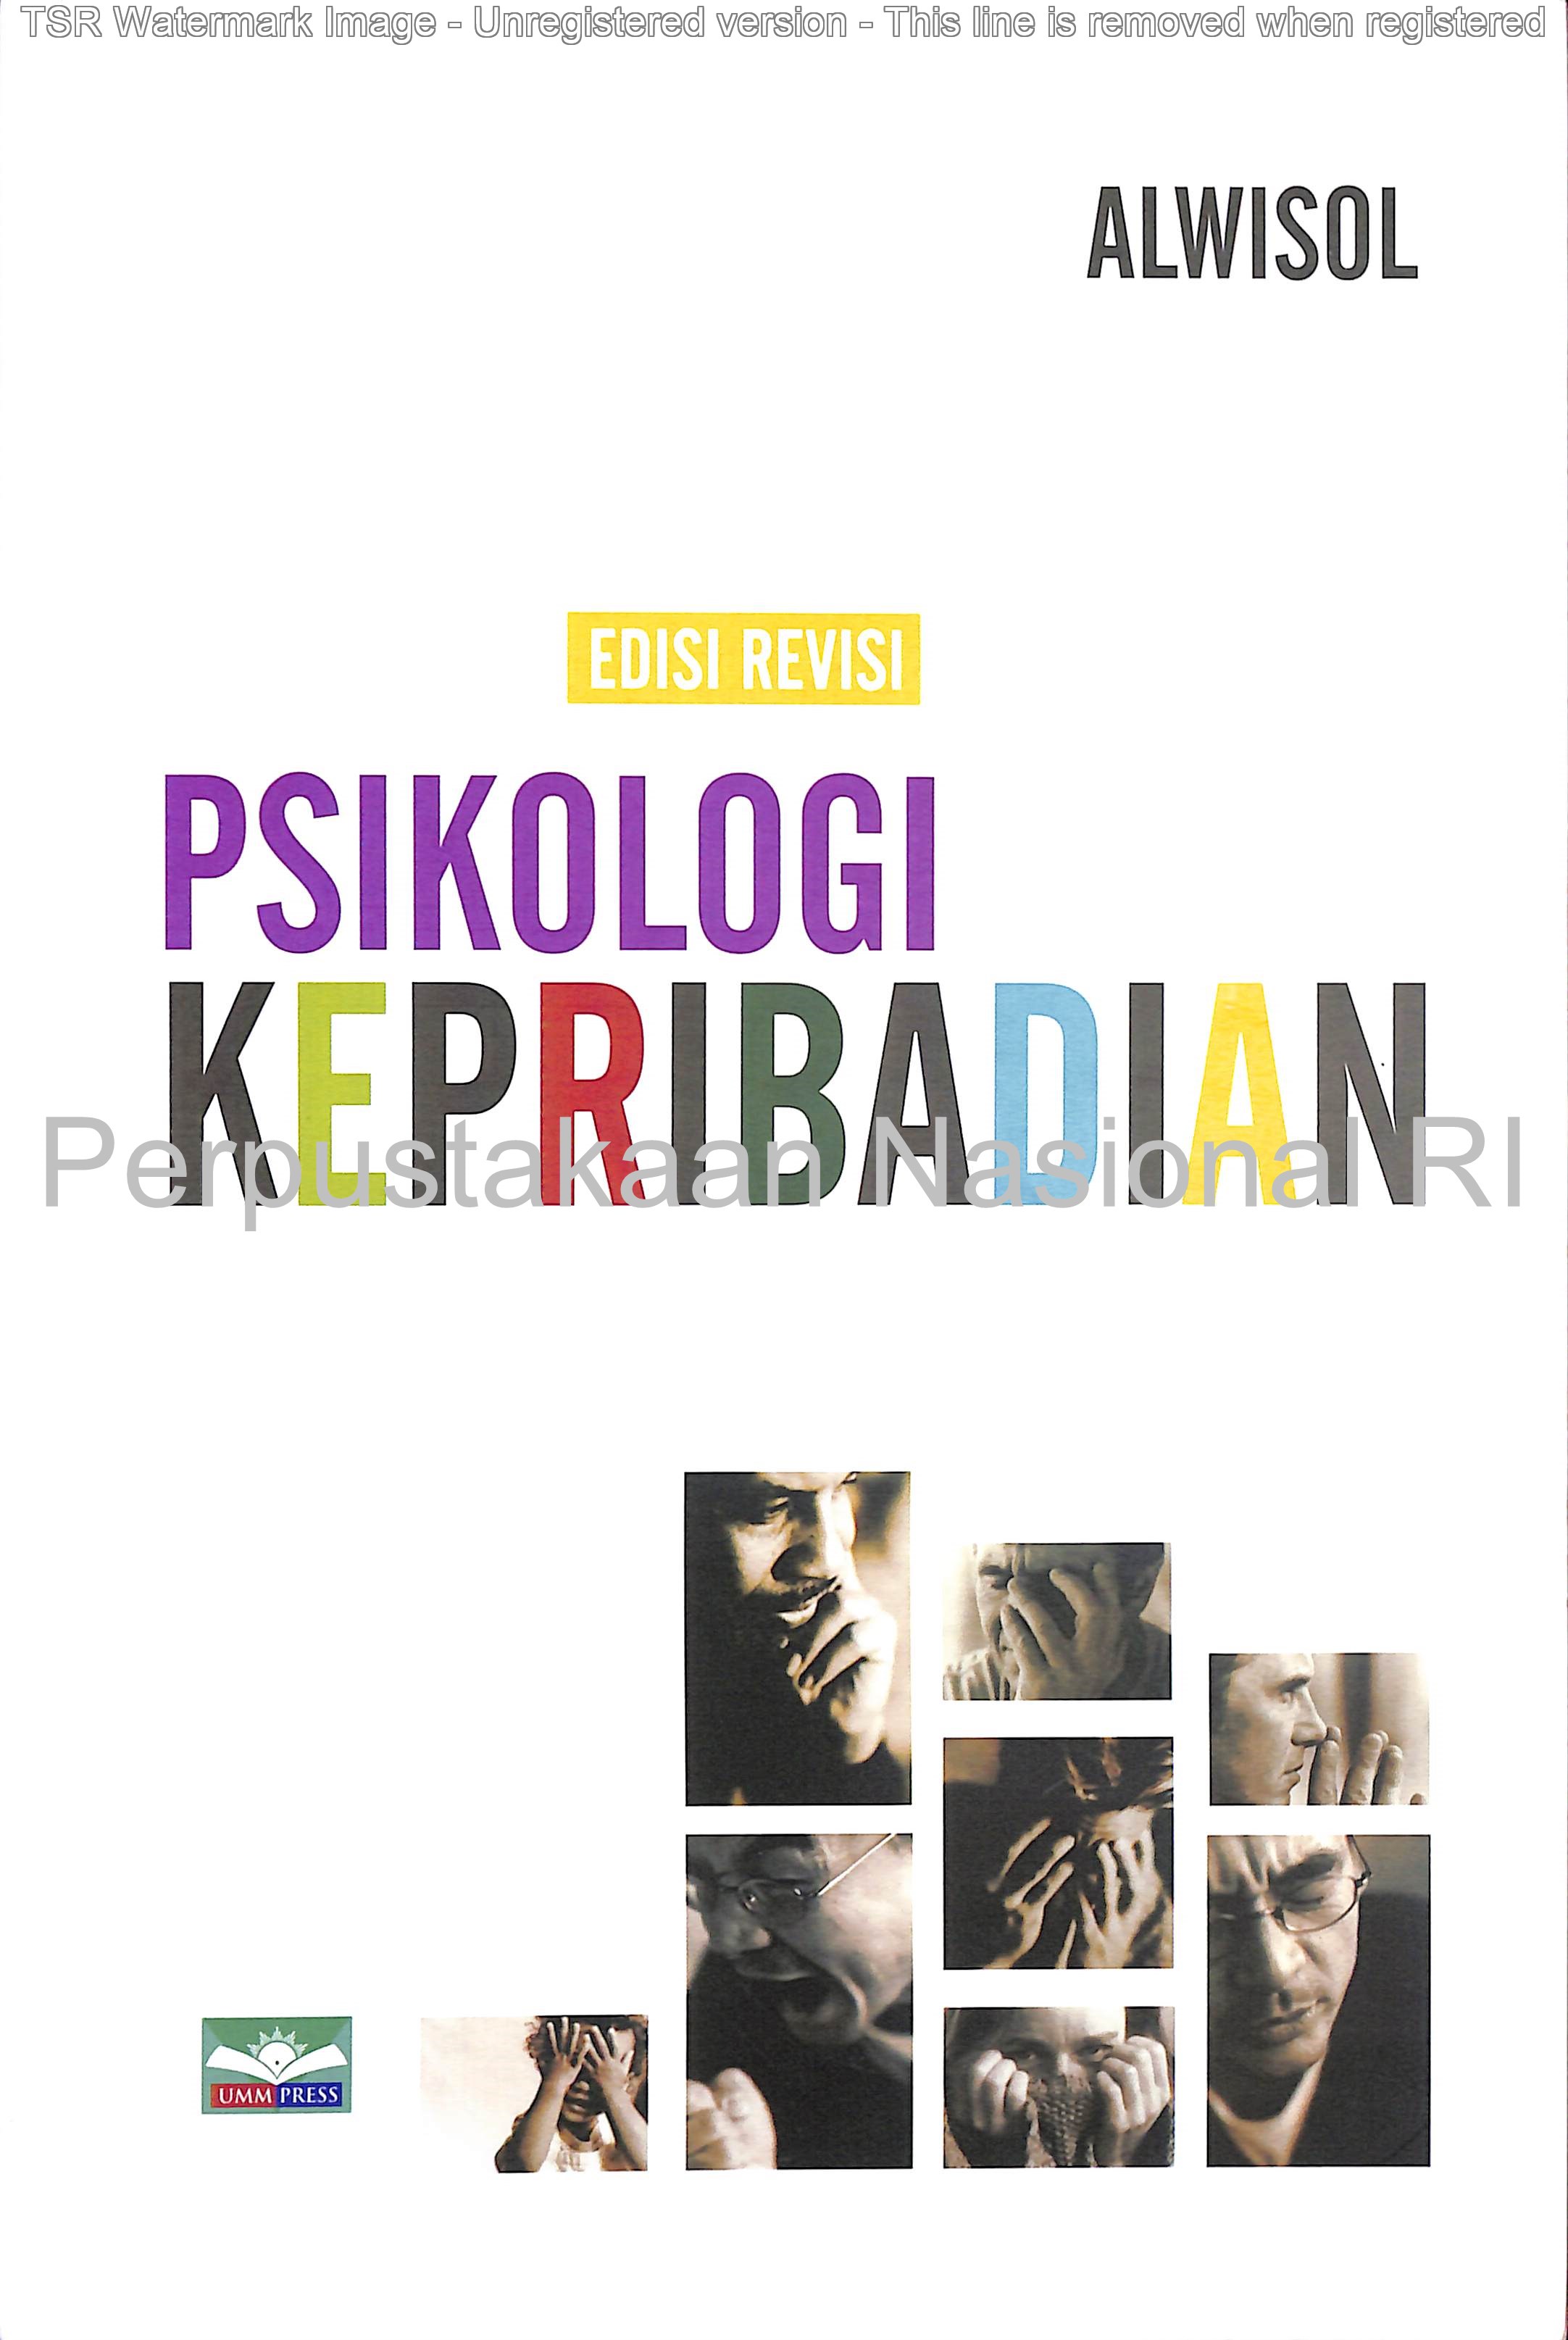 TSR Watermark Image - Unregistered version - This line is removed when registered
ALWISOL
EDISI REVISI
PSIKOLOGI
KEPRIBADIAN
Perpustakaan Nasional RI
UMM PRESS